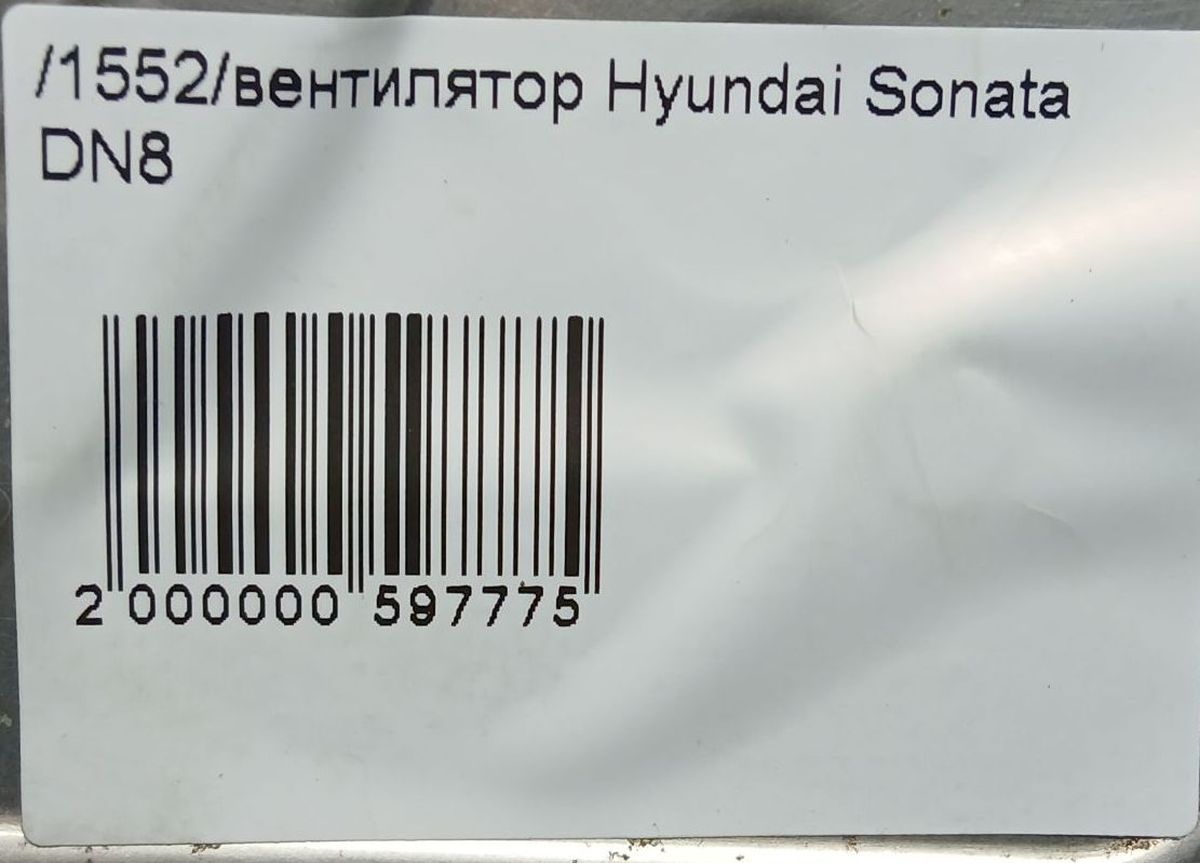 /1552/вентилятор Hyundai Sonata
DN8
2 000000 597775